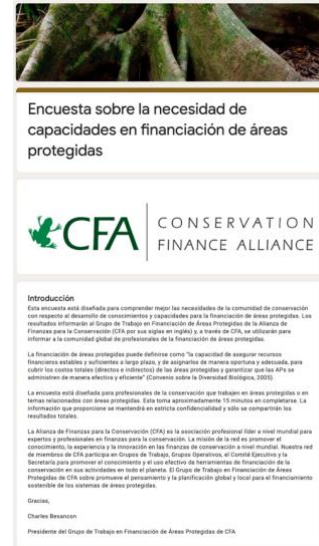 Encuesta sobre la necesidad de
capacidades en financiación de áreas
protegidas
CFA
CONSERVATION
FINANCE ALLIANCE
Introducción
Esta encuesta está diseñada para comprender mejor las necesidades de la comunidad de conservación
con respecto al desarrollo de conocimientos y capacidades para la financiación de áreas protegidas. Los
resultados informarán al Grupo de Trabajo en Financiación de Áreas Protegidas de la Alianza de
Finanzas para la Conservación (CFA por sus siglas en inglés) y, a través de CFA, se utilizarán para
informar a la comunidad global de profesionales de la financiación de áreas protegidas.
La financiación de áreas protegidas puede definirse como "la capacidad de asegurar recursos
financieros estables y suficientes a largo plazo, y de asignarlos de manera oportuna y adecuada, para
cubrir los costos totales (directos e indirectos) de las áreas protegidas y garantizar que las APs se
administren de manera efectiva y eficiente" (Convenio sobre la Diversidad Biológica, 2005).
La encuesta está diseñada para profesionales de la conservación que trabajen en áreas protegidas o en
temas relacionados con áreas protegidas. Esta toma aproximadamente 15 minutos en completarse. La
información que proporcione se mantendrá en estricta confidencialidad y sólo se compartirán los
resultados totales.
La Alianza de Finanzas para la Conservación (CFA) es la asociación profesional líder a nivel mundial para
expertos y profesionales en finanzas para la conservación. La misión de la red es promover el
conocimiento, la experiencia y la innovación en las finanzas de conservación a nivel mundial. Nuestra red
de miembros de CFA participa en Grupos de Trabajo, Grupos Operativos, el Comité Ejecutivo y la
Secretaría para promover el conocimiento y el uso efectivo de herramientas de financiación de la
conservación en sus actividades de financiación. El Grupo de Trabajo en Financiación de Áreas
Protegidas de CFA sobre promueve el pensamiento y la planificación global y local para el financiamiento
sostenible de los sistemas de áreas protegidas.
Gracias,
Charles Besancon
Presidente del Grupo de Trabajo en Financiación de Áreas Protegidas de CFA